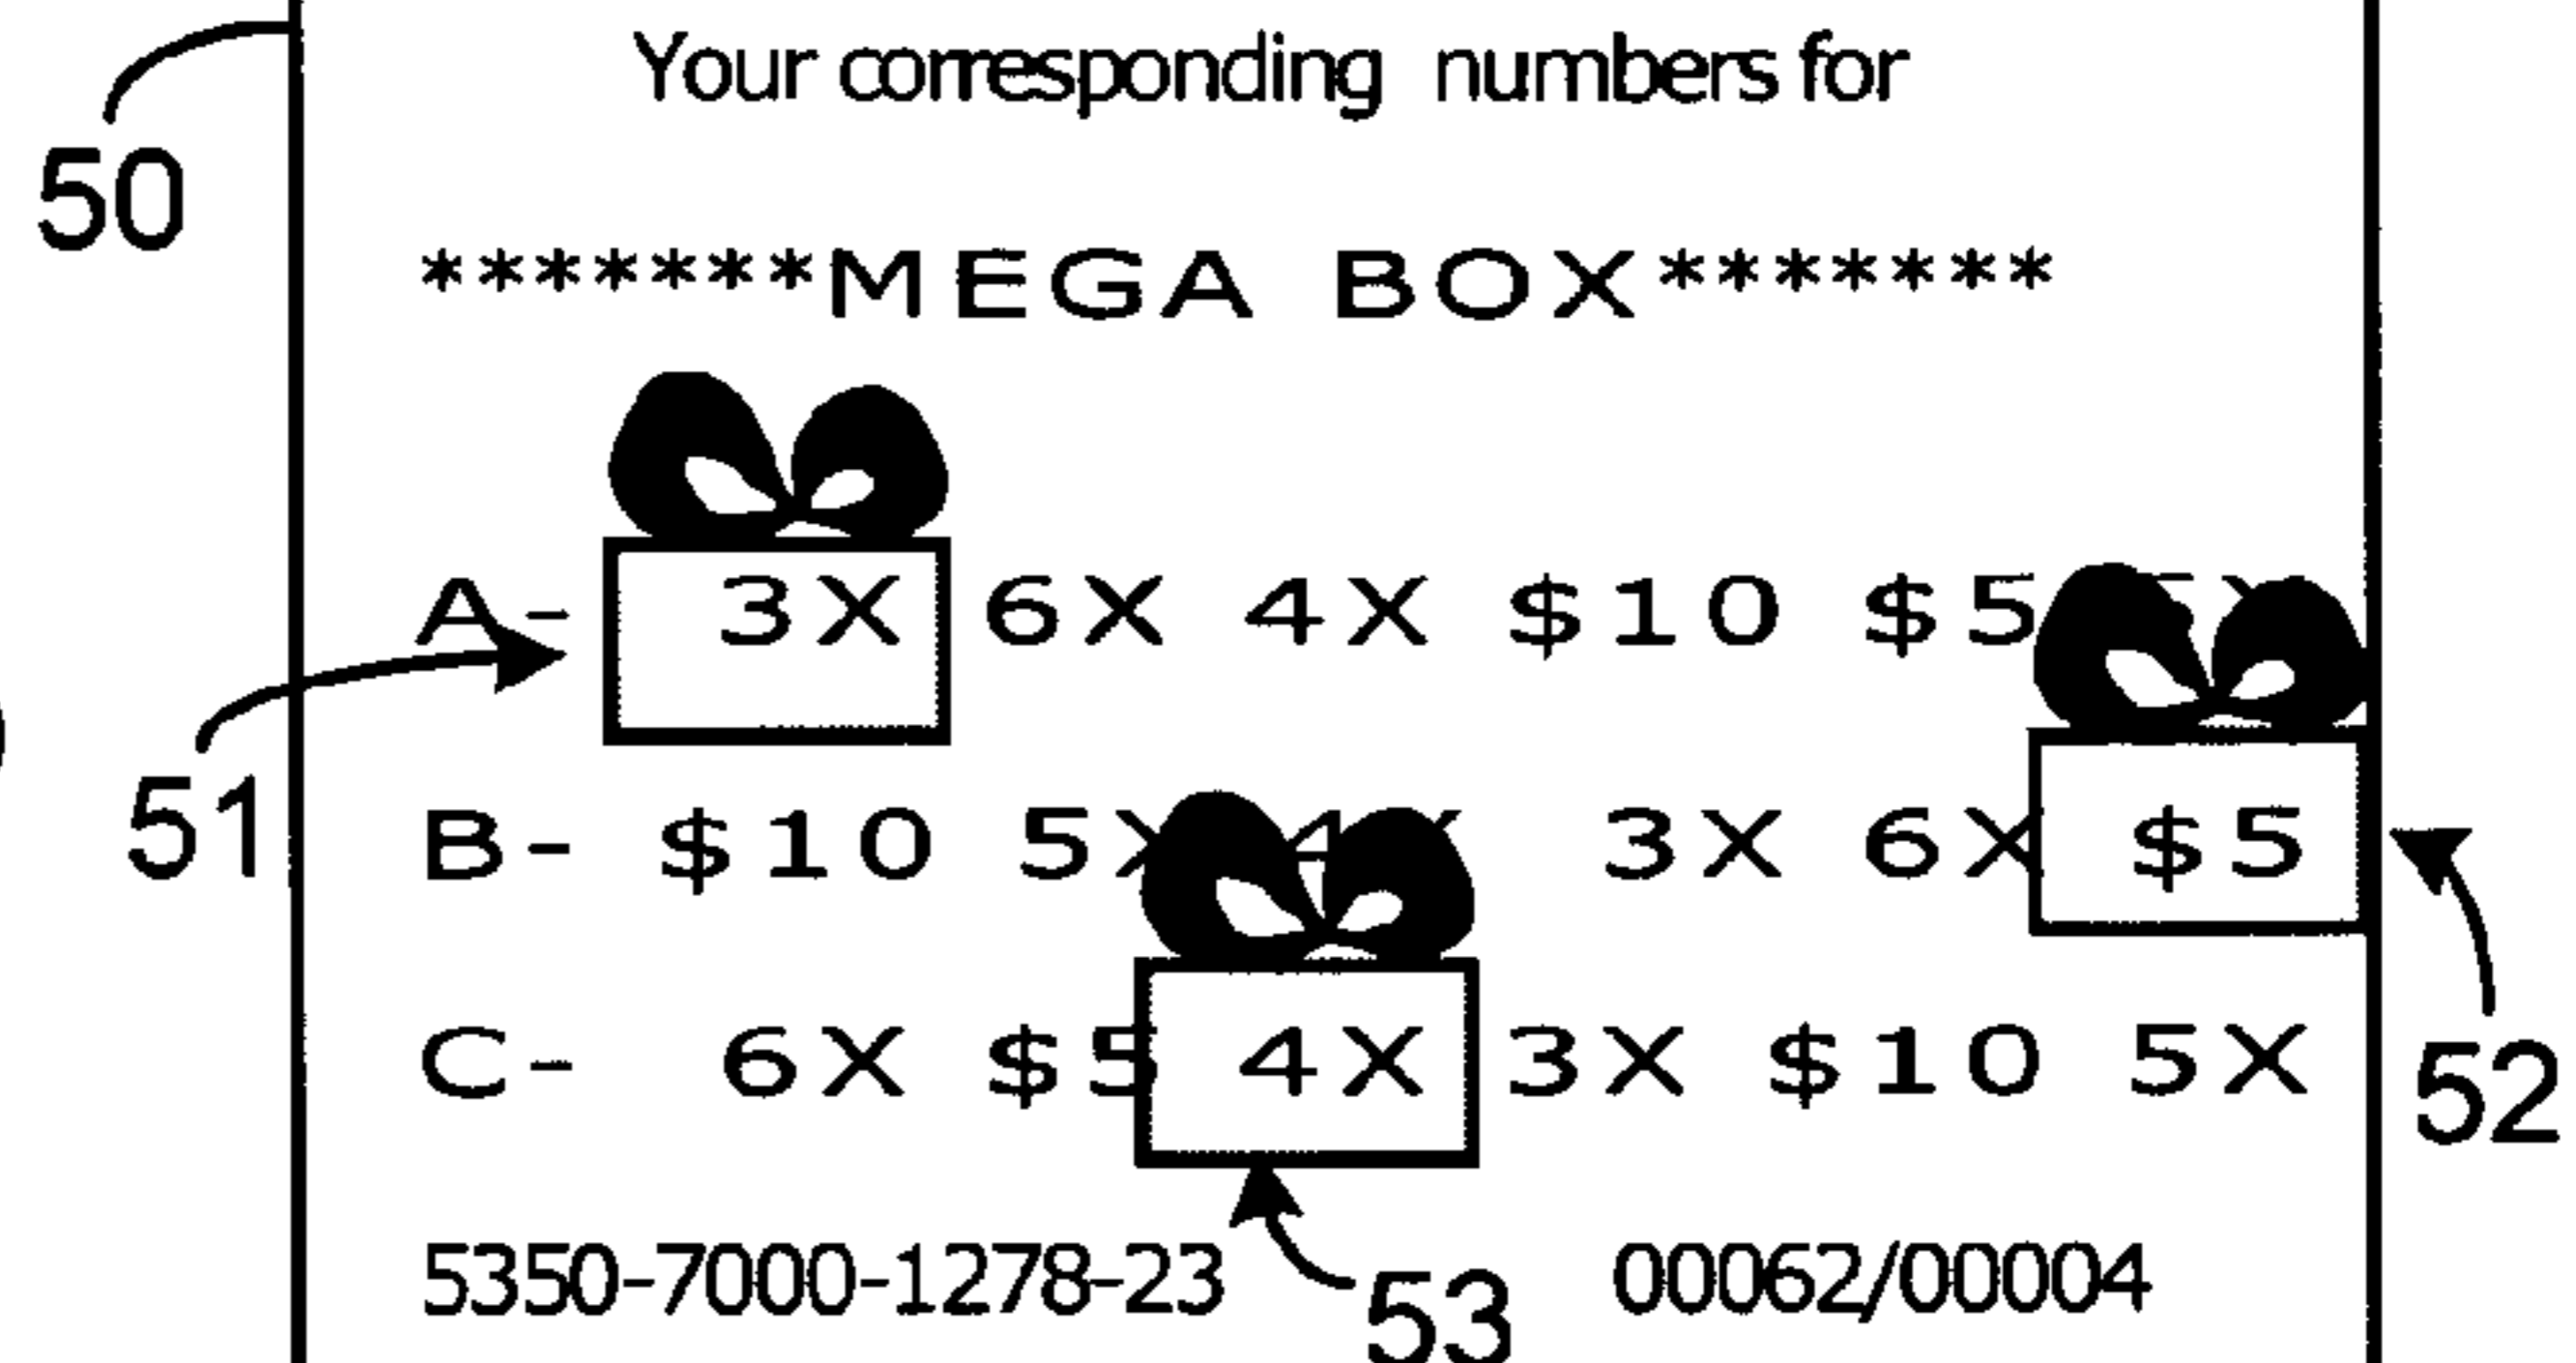 Your corresponding numbers for
50
*******MEGA BOX*******
A- 3X 6X 4X $10 $5
51
B- $10 5X 4X 3X 6X $5
C- 6X $5 4X 3X $10 5X
52
5350-7000-1278-23 00062/00004
53